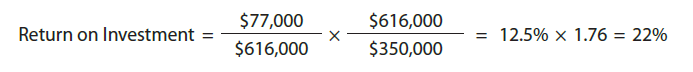 Return on Investment = $77,000 / $616,000 × $616,000 / $350,000 = 12.5% × 1.76 = 22%